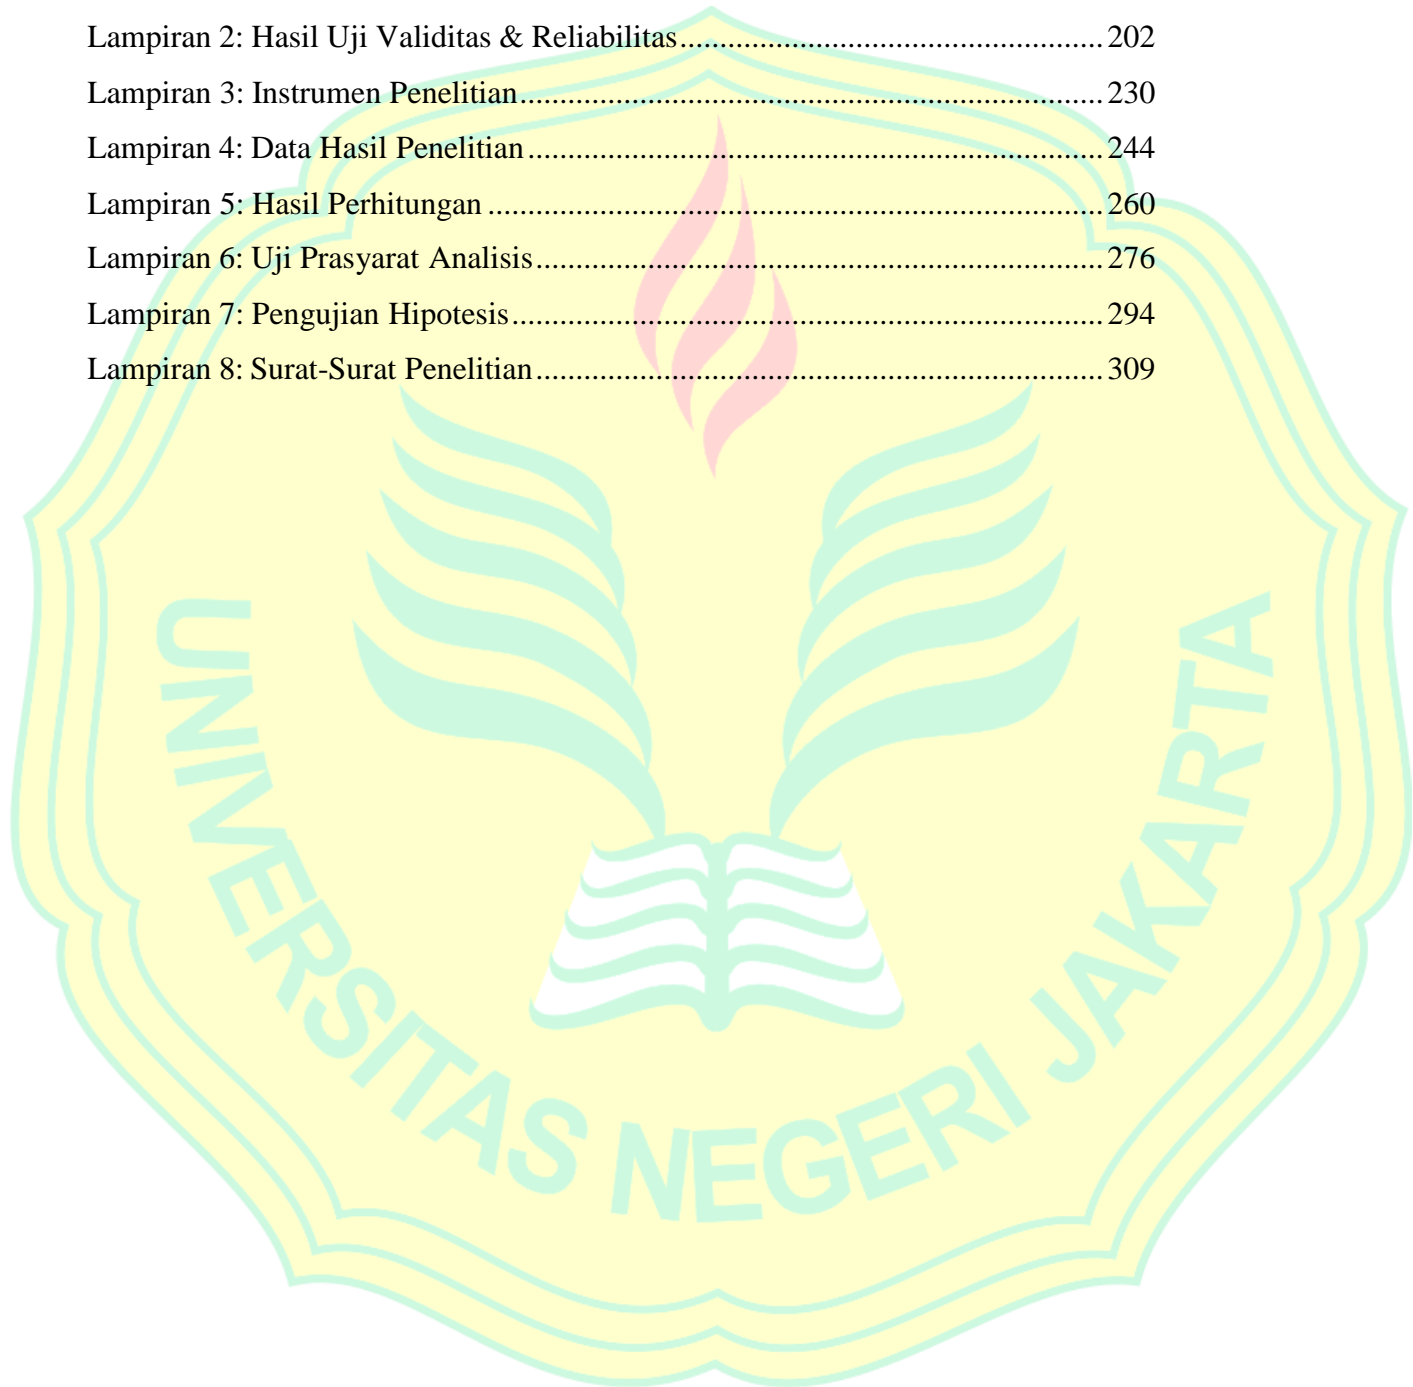 Lampiran 2: Hasil Uji Validitas & Reliabilitas.................................................... 202
Lampiran 3: Instrumen Penelitian........................................................................ 230
Lampiran 4: Data Hasil Penelitian....................................................................... 244
Lampiran 5: Hasil Perhitungan ............................................................................ 260
Lampiran 6: Uji Prasyarat Analisis...................................................................... 276
Lampiran 7: Pengujian Hipotesis......................................................................... 294
Lampiran 8: Surat-Surat Penelitian...................................................................... 309
UNIVERSITAS NEGERI JAKARTA